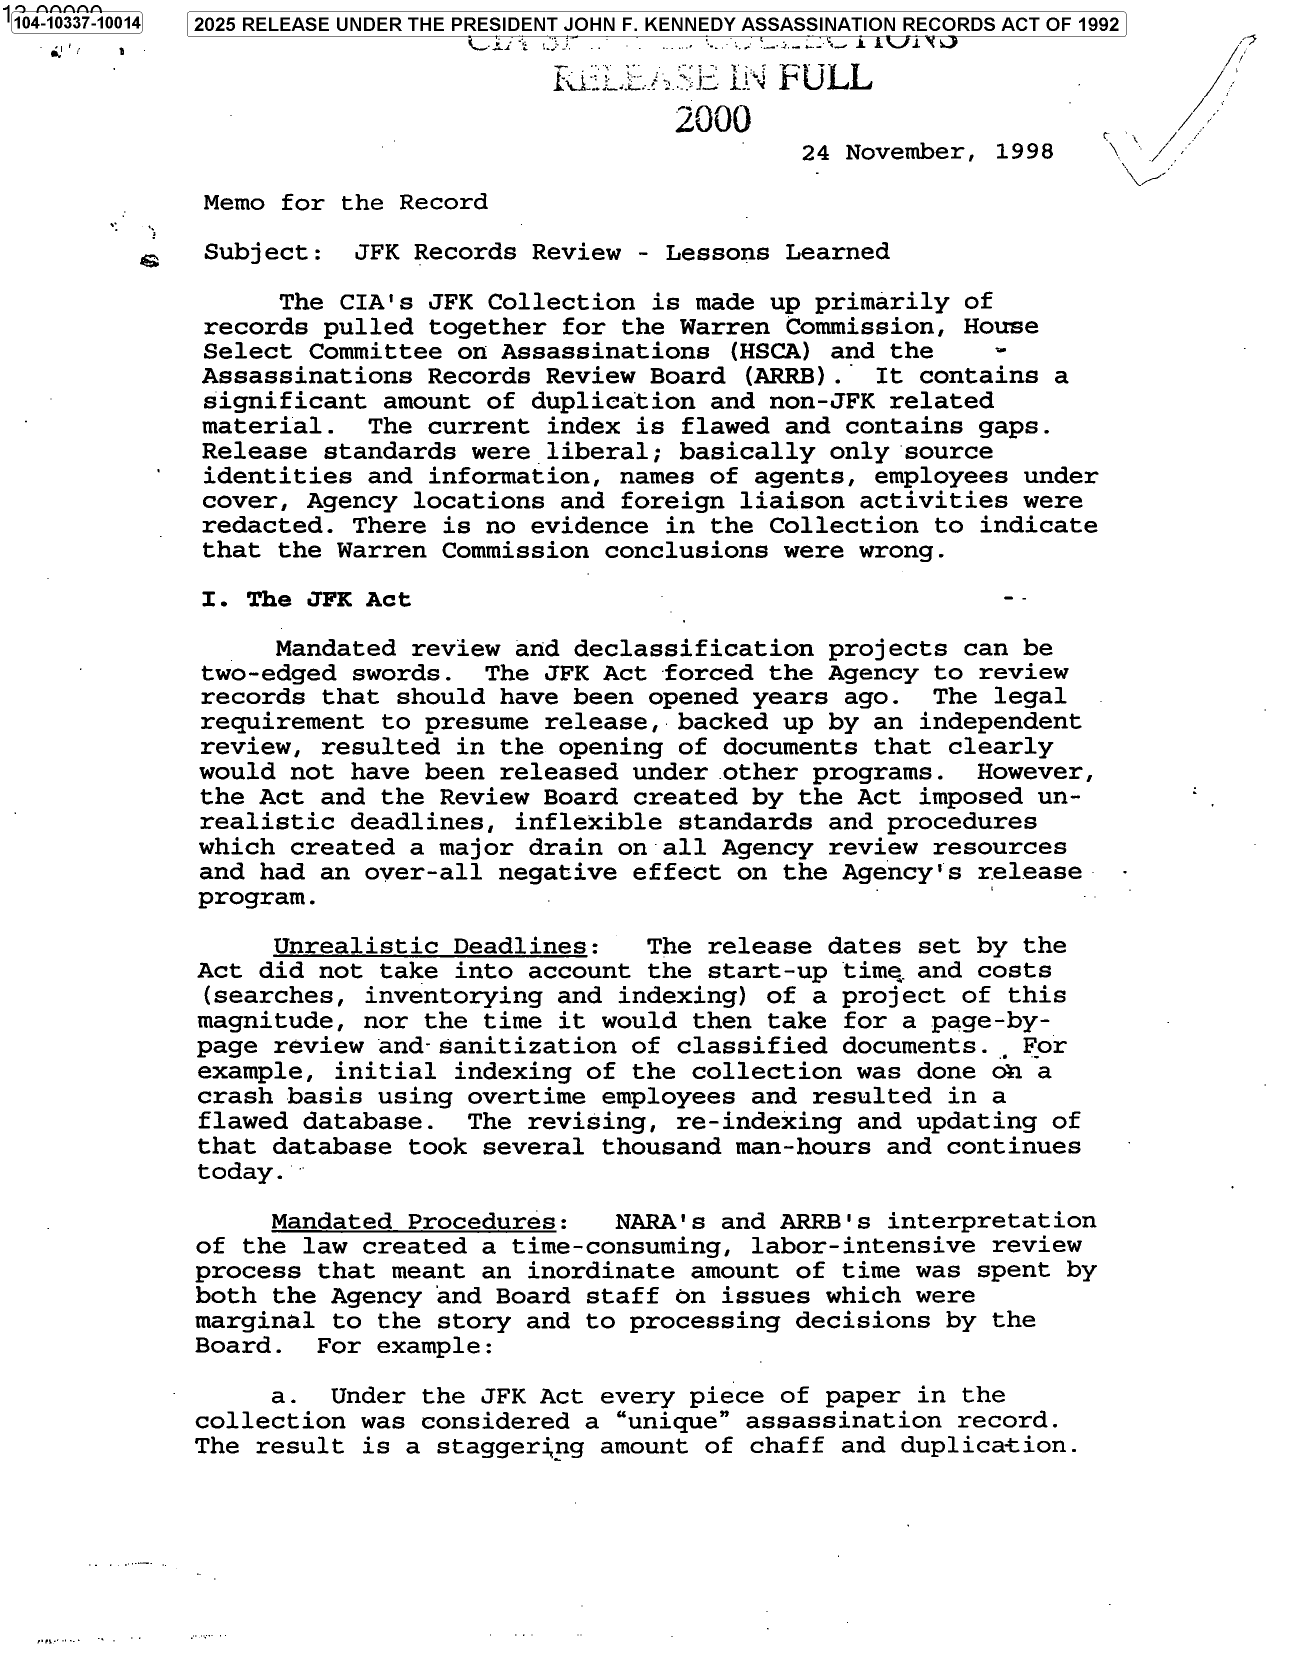 104-10337-10014
2025 RELEASE UNDER THE PRESIDENT JOHN F. KENNEDY ASSASSINATION RECORDS ACT OF 1992
RELEASE IN FULL
2000
24 November, 1998
Memo for the Record
Subject: JFK Records Review - Lessons Learned
The CIA's JFK Collection is made up primarily of
records pulled together for the Warren Commission, House
Select Committee on Assassinations (HSCA) and the
Assassinations Records Review Board (ARRB). It contains a
significant amount of duplication and non-JFK related
material. The current index is flawed and contains gaps.
Release standards were liberal; basically only source
identities and information, names of agents, employees under
cover, Agency locations and foreign liaison activities were
redacted. There is no evidence in the Collection to indicate
that the Warren Commission conclusions were wrong.
I. The JFK Act
Mandated review and declassification projects can be
two-edged swords. The JFK Act forced the Agency to review
records that should have been opened years ago. The legal
requirement to presume release, backed up by an independent
review, resulted in the opening of documents that clearly
would not have been released under other programs. However,
the Act and the Review Board created by the Act imposed un-
realistic deadlines, inflexible standards and procedures
which created a major drain on all Agency review resources
and had an over-all negative effect on the Agency's release
program.
Unrealistic Deadlines: The release dates set by the
Act did not take into account the start-up time and costs
(searches, inventorying and indexing) of a project of this
magnitude, nor the time it would then take for a page-by-
page review and sanitization of classified documents. For
example, initial indexing of the collection was done on a
crash basis using overtime employees and resulted in a
flawed database. The revising, re-indexing and updating of
that database took several thousand man-hours and continues
today.
Mandated Procedures: NARA's and ARRB's interpretation
of the law created a time-consuming, labor-intensive review
process that meant an inordinate amount of time was spent by
both the Agency and Board staff on issues which were
marginal to the story and to processing decisions by the
Board. For example:
a. Under the JFK Act every piece of paper in the
collection was considered a “unique” assassination record.
The result is a staggering amount of chaff and duplication.